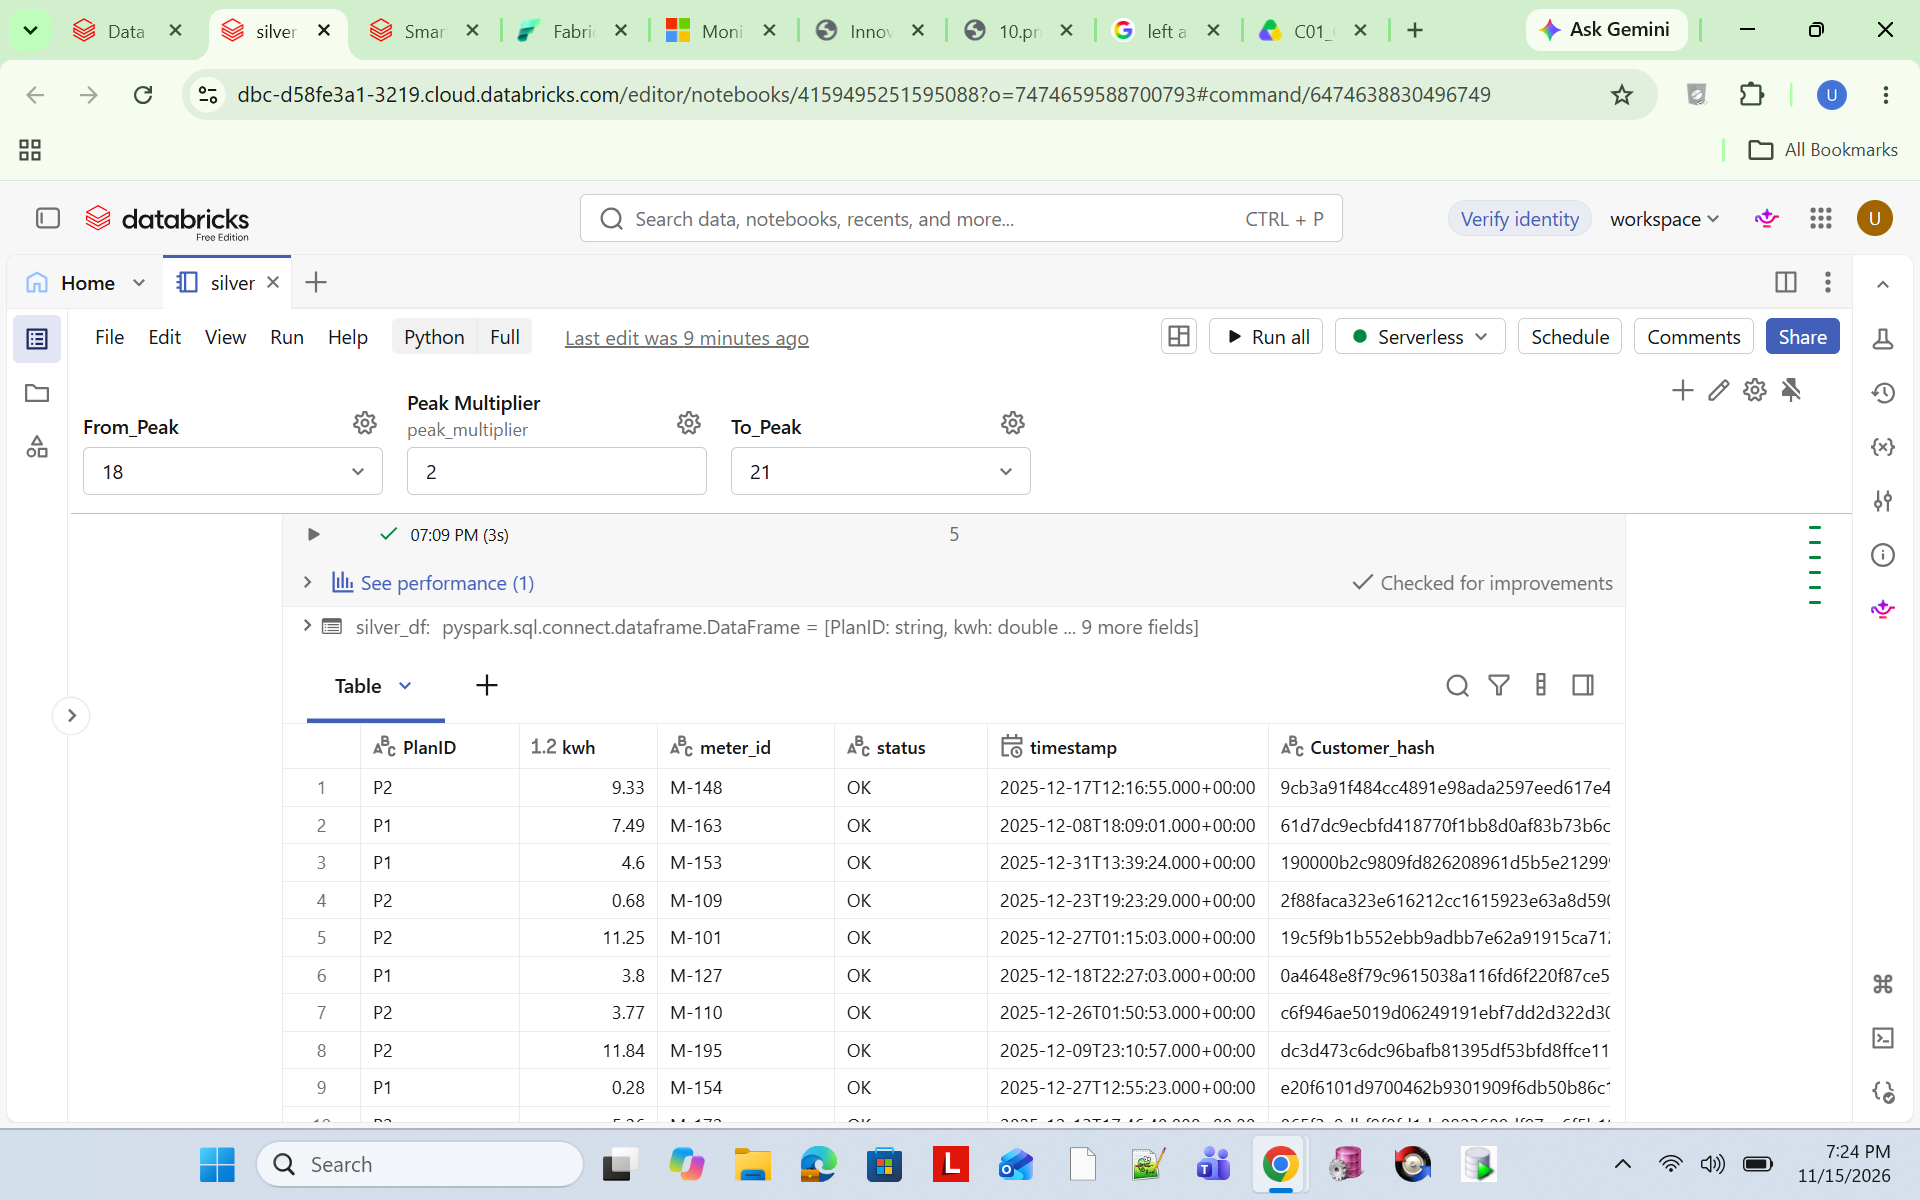 Data
silver
Smar
Fabric
Moni
Innov
10.pn
left a
C01_
Ask Gemini
dbc-d58fe3a1-3219.cloud.databricks.com/editor/notebooks/4159495251595088?o=7474659588700793#command/6474638830496749
U
All Bookmarks
databricks
Free Edition
Search data, notebooks, recents, and more...
CTRL + P
Verify identity
workspace
U
Home
silver
File Edit View Run Help Python Full Last edit was 9 minutes ago
Run all
Serverless
Schedule
Comments
Share
From_Peak
Peak Multiplier
peak_multiplier
To_Peak
18
2
21
07:09 PM (3s)
5
See performance (1)
Checked for improvements
silver_df: pyspark.sql.connect.dataframe.DataFrame = [PlanID: string, kwh: double ... 9 more fields]
Table
PlanID 1.2 kwh meter_id status timestamp Customer_hash
1 P2 9.33 M-148 OK 2025-12-17T12:16:55.000+00:00 9cb3a91f484cc4891e98ada2597eed617e4
2 P1 7.49 M-163 OK 2025-12-08T18:09:01.000+00:00 61d7dc9ecbfd418770f1bb8d0af83b73b6c
3 P1 4.6 M-153 OK 2025-12-31T13:39:24.000+00:00 190000b2c9809fd826208961d5b5e21299
4 P2 0.68 M-109 OK 2025-12-23T19:23:29.000+00:00 2f88faca323e616212cc1615923e63a8d590
5 P2 11.25 M-101 OK 2025-12-27T01:15:03.000+00:00 19c5f9b1b552ebb9adbb7e62a91915ca71
6 P1 3.8 M-127 OK 2025-12-18T22:27:03.000+00:00 0a4648e8f79c9615038a116fd6f220f87ce5
7 P2 3.77 M-110 OK 2025-12-26T01:50:53.000+00:00 c6f946ae5019d06249191ebf7dd2d322d30
8 P2 11.84 M-195 OK 2025-12-09T23:10:57.000+00:00 dc3d473c6dc96bafb81395df53bfd8ffce11
9 P1 0.28 M-154 OK 2025-12-27T12:55:23.000+00:00 e20f6101d9700462b9301909f6db50b86c
Search
7:24 PM
11/15/2026